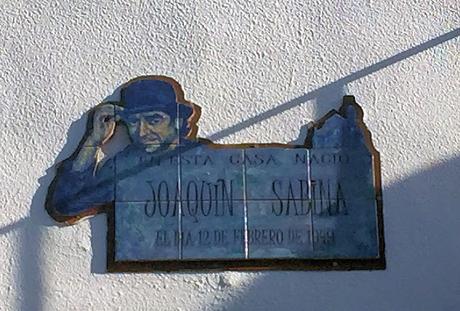 EN ESTA CASA NACIO
JOAQUIN SABINA
EL DIA 12 DE FEBRERO DE 1949